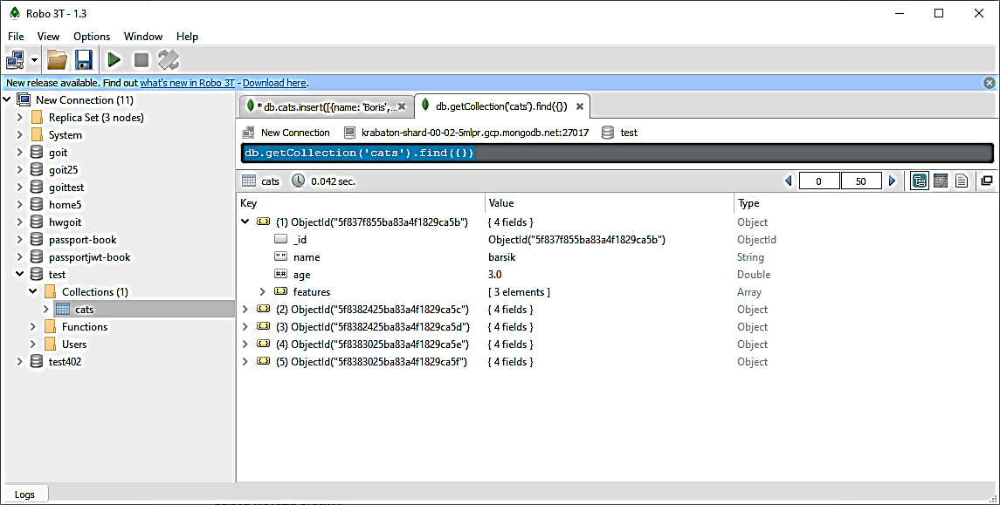 Robo 3T - 1.3
File View Options Window Help
New release available. Find out what's new in Robo 3T - Download here.
New Connection (11)
Replica Set (3 nodes)
System
goit
goit25
goittest
home5
hwgoit
passport-book
passportjwt-book
test
Collections (1)
cats
Functions
Users
test402
* db.cats.insert([{name: 'Boris',... db.getCollection('cats').find({})
New Connection krabaton-shard-00-02-5mlpr.gcp.mongodb.net:27017 test
db.getCollection('cats').find({})
cats 0.042 sec. 0 50
Key Value Type
(1) ObjectId("5f837f855ba83a4f1829ca5b") { 4 fields } Object
_id ObjectId("5f837f855ba83a4f1829ca5b") ObjectId
name barsik String
age 3.0 Double
features [ 3 elements ] Array
(2) ObjectId("5f8382425ba83a4f1829ca5c") { 4 fields } Object
(3) ObjectId("5f8382425ba83a4f1829ca5d") { 4 fields } Object
(4) ObjectId("5f8383025ba83a4f1829ca5e") { 4 fields } Object
(5) ObjectId("5f8383025ba83a4f1829ca5f") { 4 fields } Object
Logs